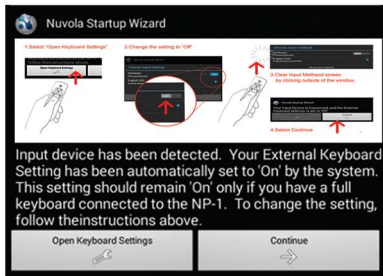 Nuvola Startup Wizard
1.Select "Open Keyboard Settings"
2.Change the setting to "Off"
Open Keyboard Settings
3.Clear Input Method screen
by clicking outside of the window.
4.Select Continue
Input device has been detected. Your External Keyboard
Setting has been automatically set to 'On' by the system.
This setting should remain 'On' only if you have a full
keyboard connected to the NP-1. To change the setting,
follow theinstructions above.
Open Keyboard Settings
Continue